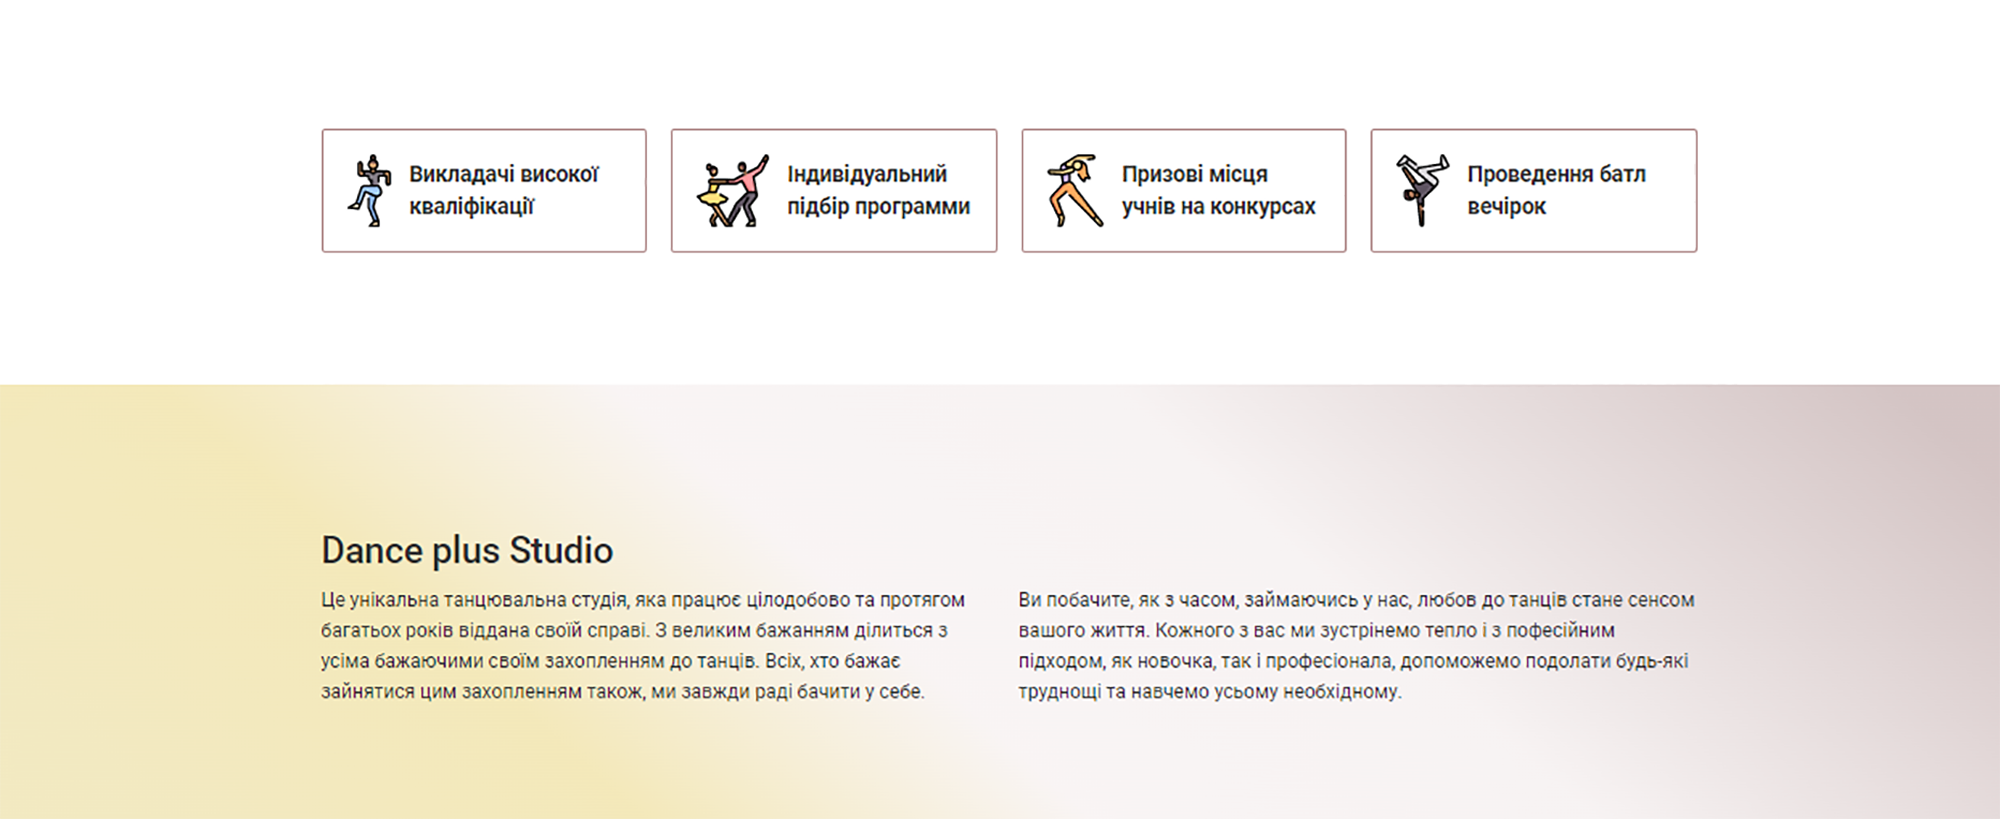 Викладачі високої
кваліфікації
Індивідуальний
підбір программи
Призові місця
учнів на конкурсах
Проведення батл
вечірок
Dance plus Studio
Це унікальна танцювальна студія, яка працює цілодобово та протягом
багатьох років віддана своїй справі. З великим бажанням ділиться з
усіма бажаючими своїм захопленням до танців. Всіх, хто бажає
зайнятися цим захопленням також, ми завжди раді бачити у себе.
Ви побачите, як з часом, займаючись у нас, любов до танців стане сенсом
вашого життя. Кожного з вас ми зустрінемо тепло і з пофесійним
підходом, як новочка, так і професіонала, допоможемо подолати будь-які
труднощі та навчемо усьому необхідному.